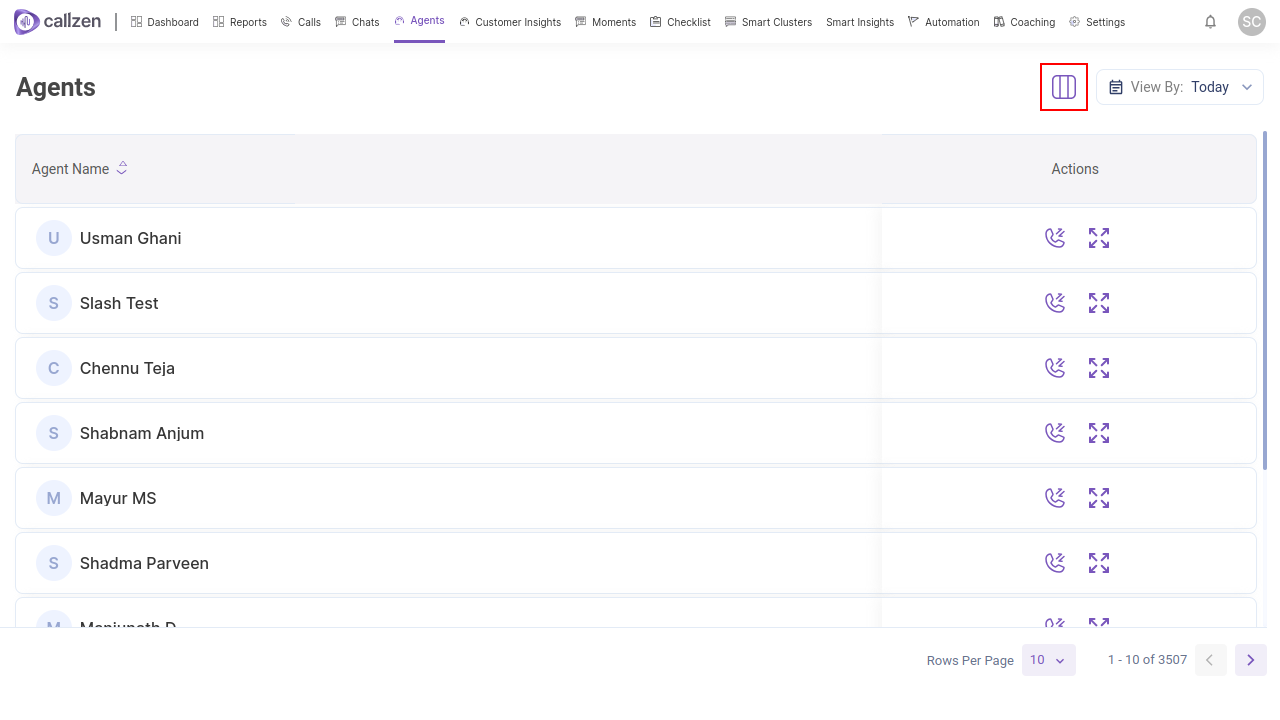 callzen | Dashboard Reports Calls Chats Agents Customer Insights Moments Checklist Smart Clusters Smart Insights Automation Coaching Settings SC
Agents View By: Today
Agent Name Actions
U Usman Ghani
S Slash Test
C Chennu Teja
S Shabnam Anjum
M Mayur MS
S Shadma Parveen
M Manjunath D
Rows Per Page 10 1 - 10 of 3507